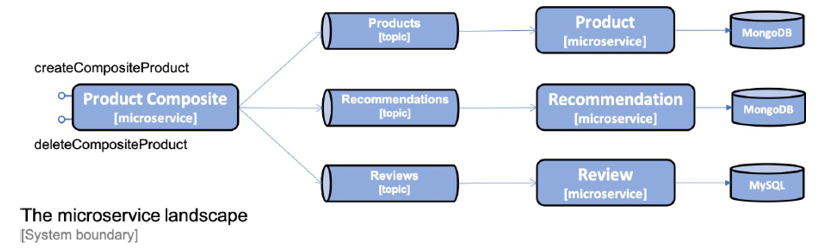 createCompositeProduct
Product Composite
[microservice]
deleteCompositeProduct
Products
[topic]
Product
[microservice]
MongoDB
Recommendations
[topic]
Recommendation
[microservice]
MongoDB
Reviews
[topic]
Review
[microservice]
MySQL
The microservice landscape
[System boundary]